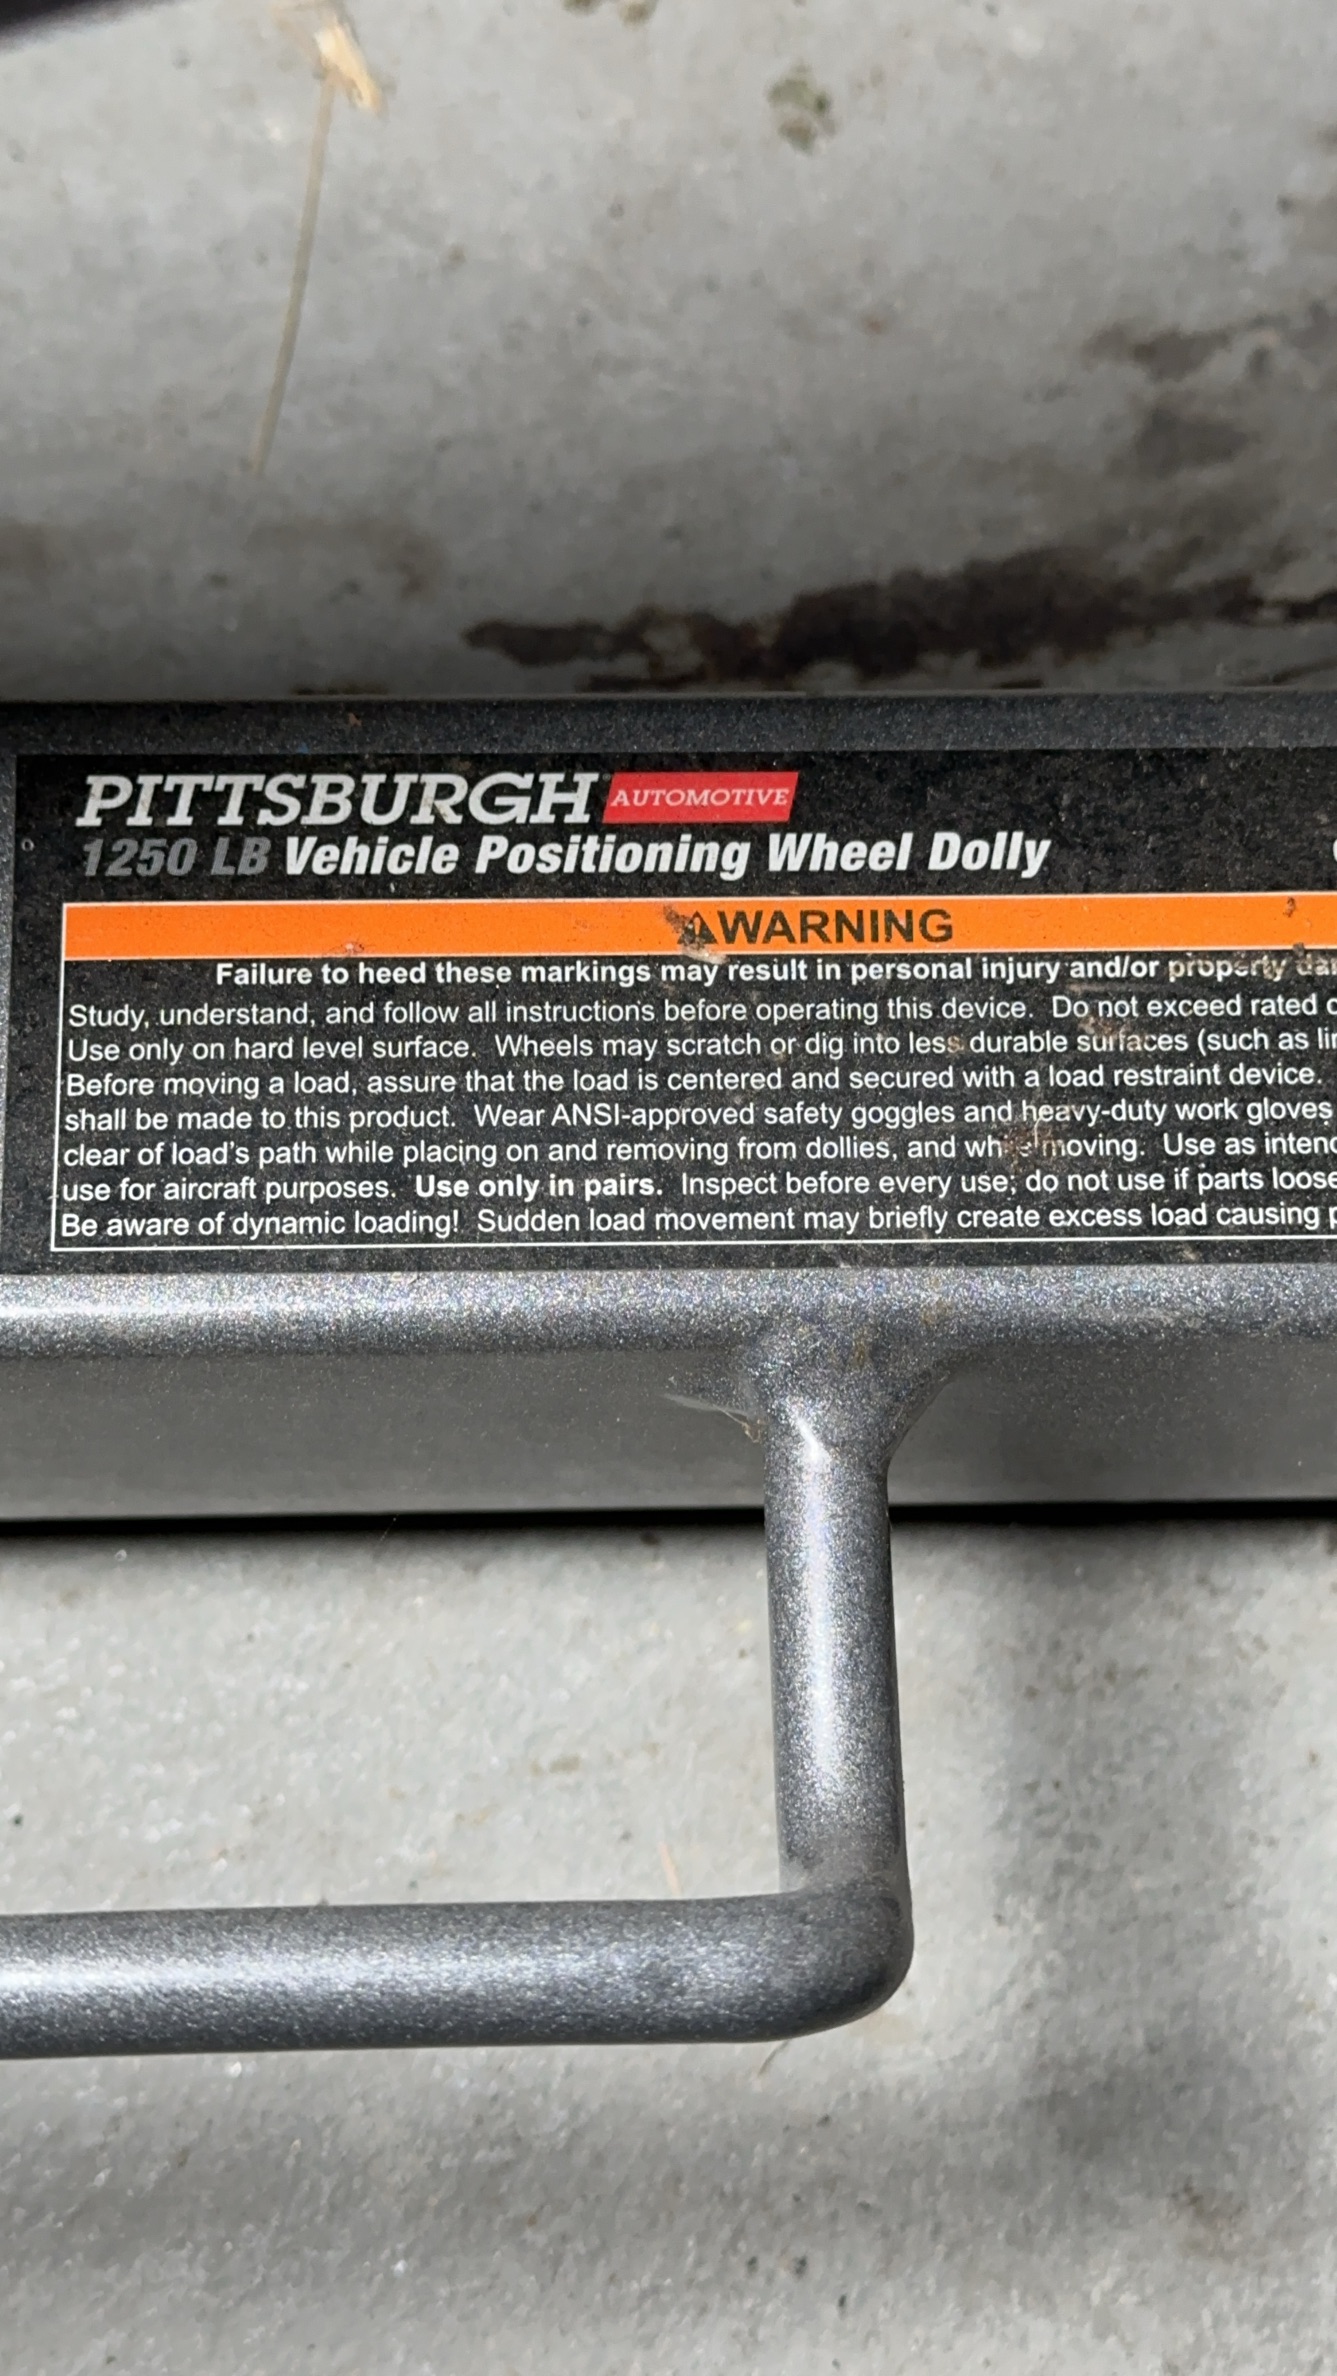 PITTSBURGH AUTOMOTIVE
1250 LB Vehicle Positioning Wheel Dolly
WARNING
Failure to heed these markings may result in personal injury and/or property
Study, understand, and follow all instructions before operating this device. Do not exceed rated
Use only on hard level surface. Wheels may scratch or dig into less durable surfaces (such as
Before moving a load, assure that the load is centered and secured with a load restraint device.
shall be made to this product. Wear ANSI-approved safety goggles and heavy-duty work gloves
clear of load's path while placing on and removing from dollies, and while moving. Use as
use for aircraft purposes. Use only in pairs. Inspect before every use; do not use if parts
Be aware of dynamic loading! Sudden load movement may briefly create excess load causing